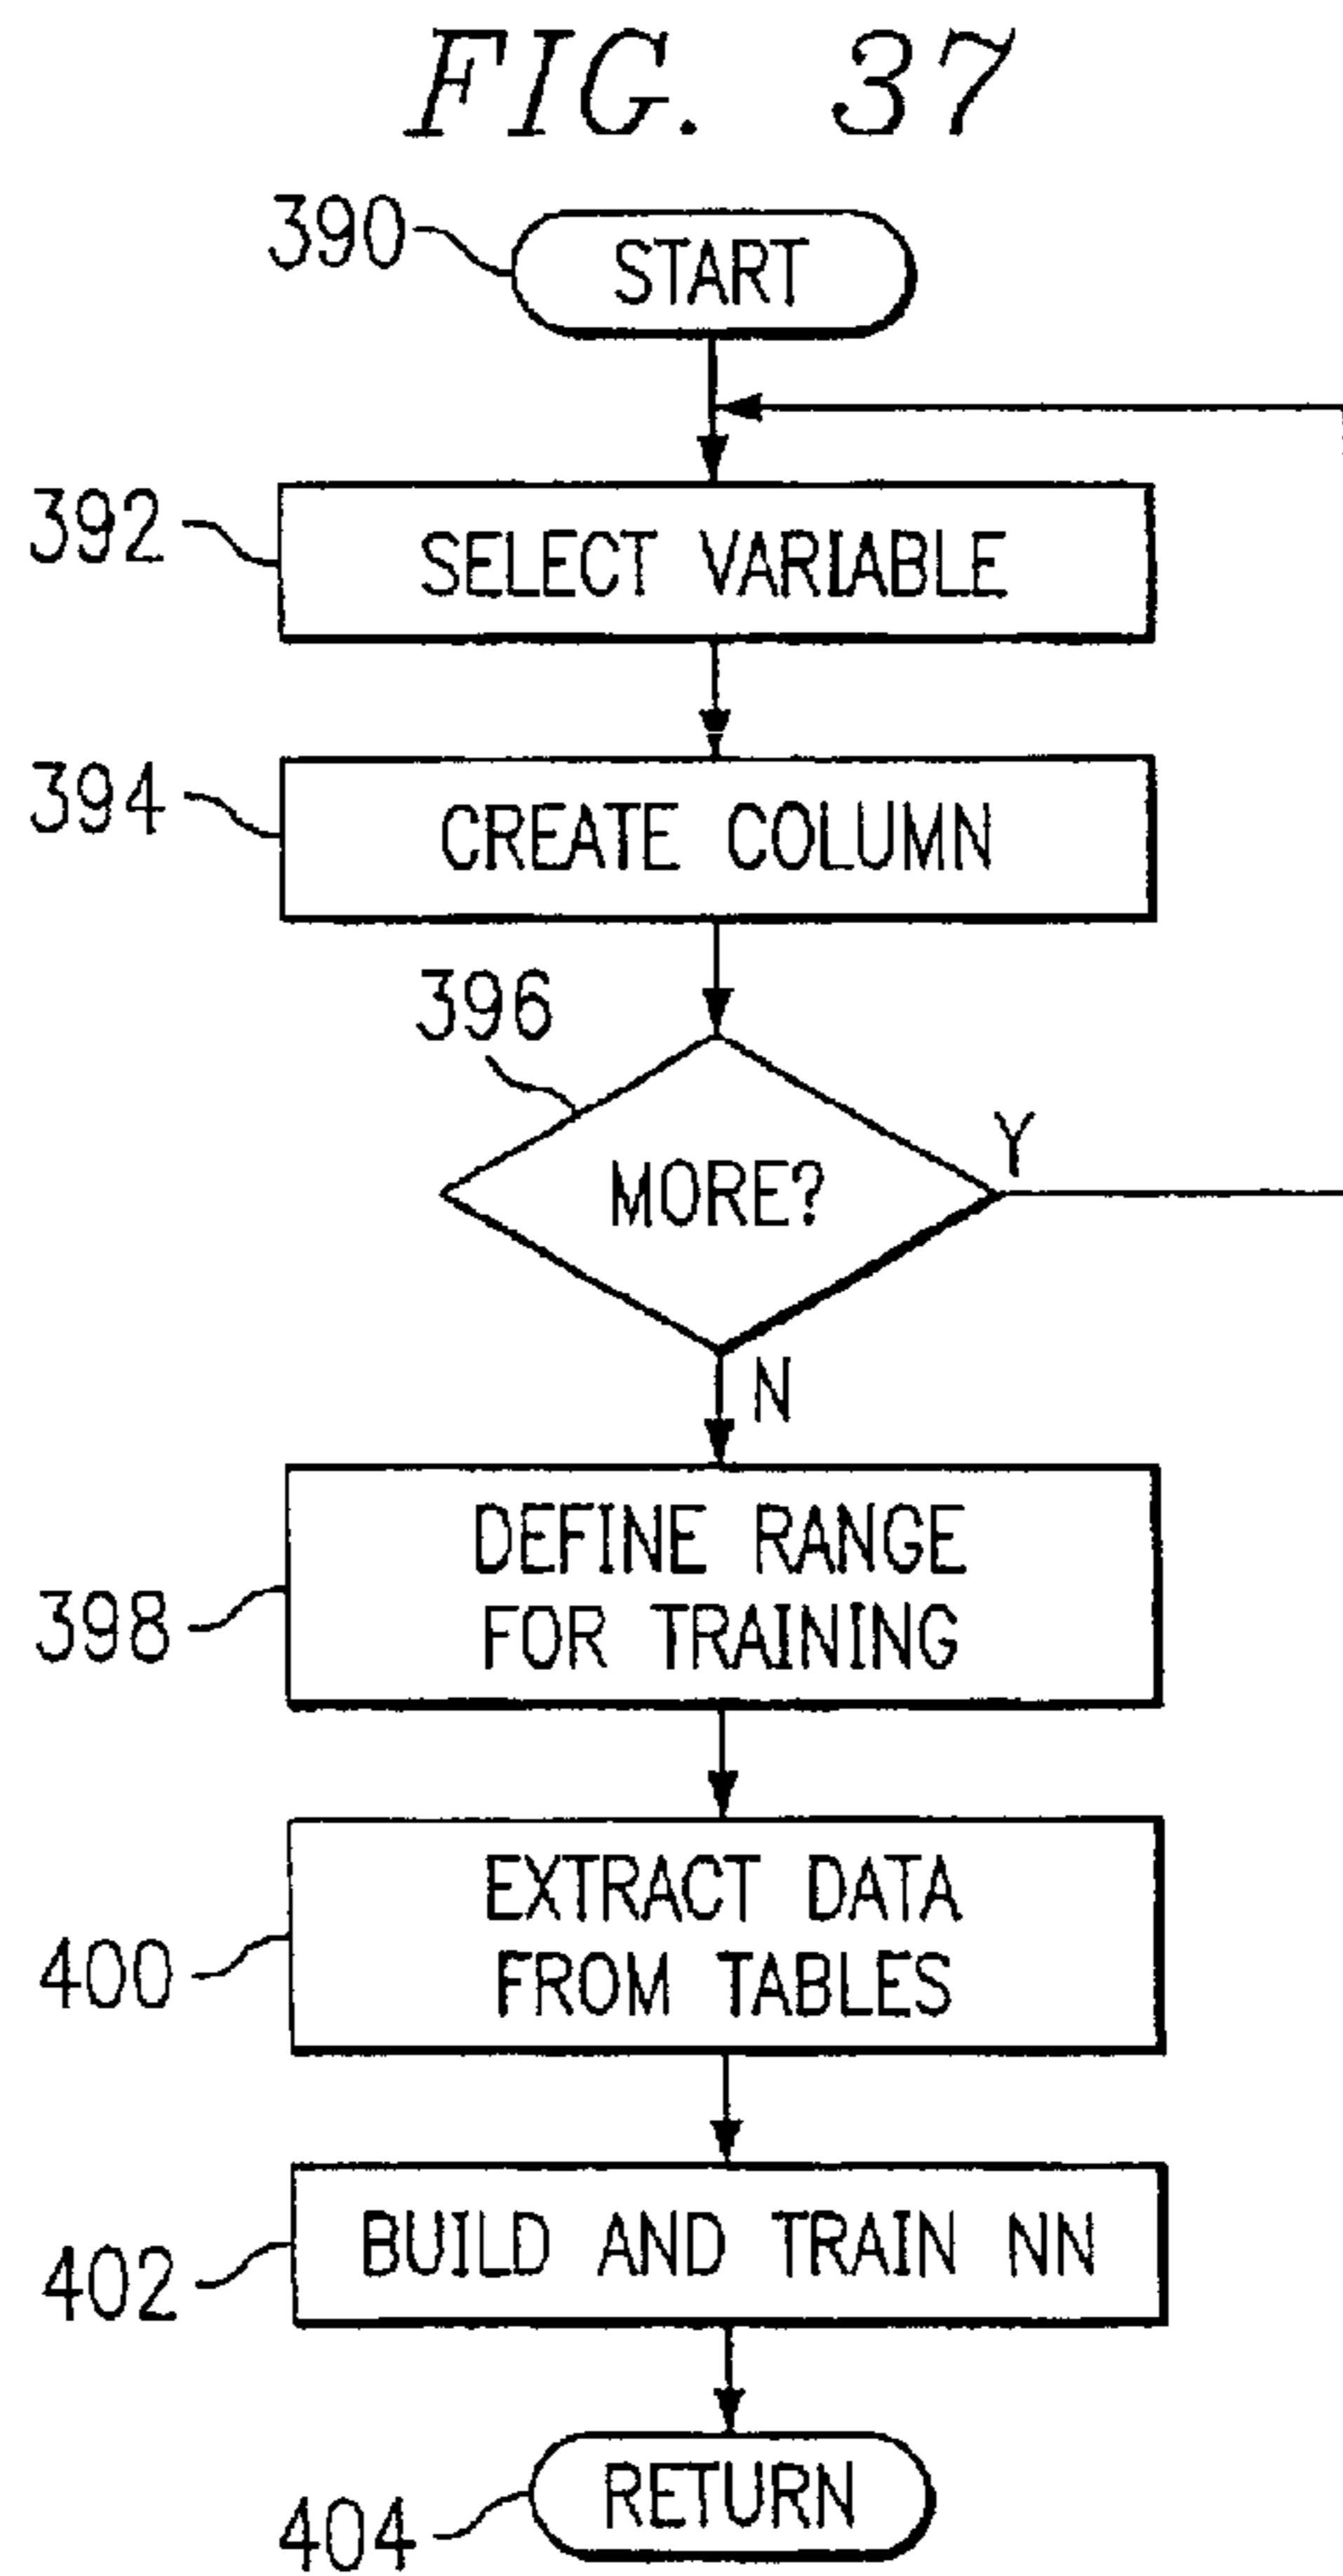 FIG. 37
390
START
392
SELECT VARIABLE
394
CREATE COLUMN
396
MORE?
Y
N
398
DEFINE RANGE
FOR TRAINING
400
EXTRACT DATA
FROM TABLES
402
BUILD AND TRAIN NN
404
RETURN